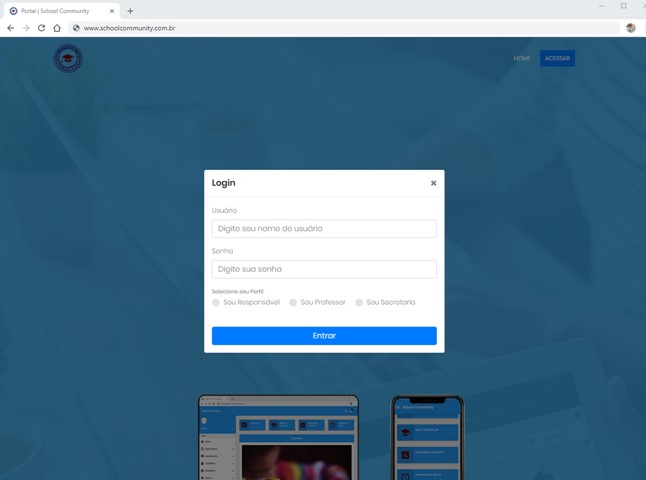 Portal | School Community
www.schoolcommunity.com.br
HOME
ACESSAR
Login
Usuário
Digite seu nome de usuário
Senha
Digite sua senha
Selecione seu Perfil:
Sou Responsável
Sou Professor
Sou Secretaria
Entrar
School Community